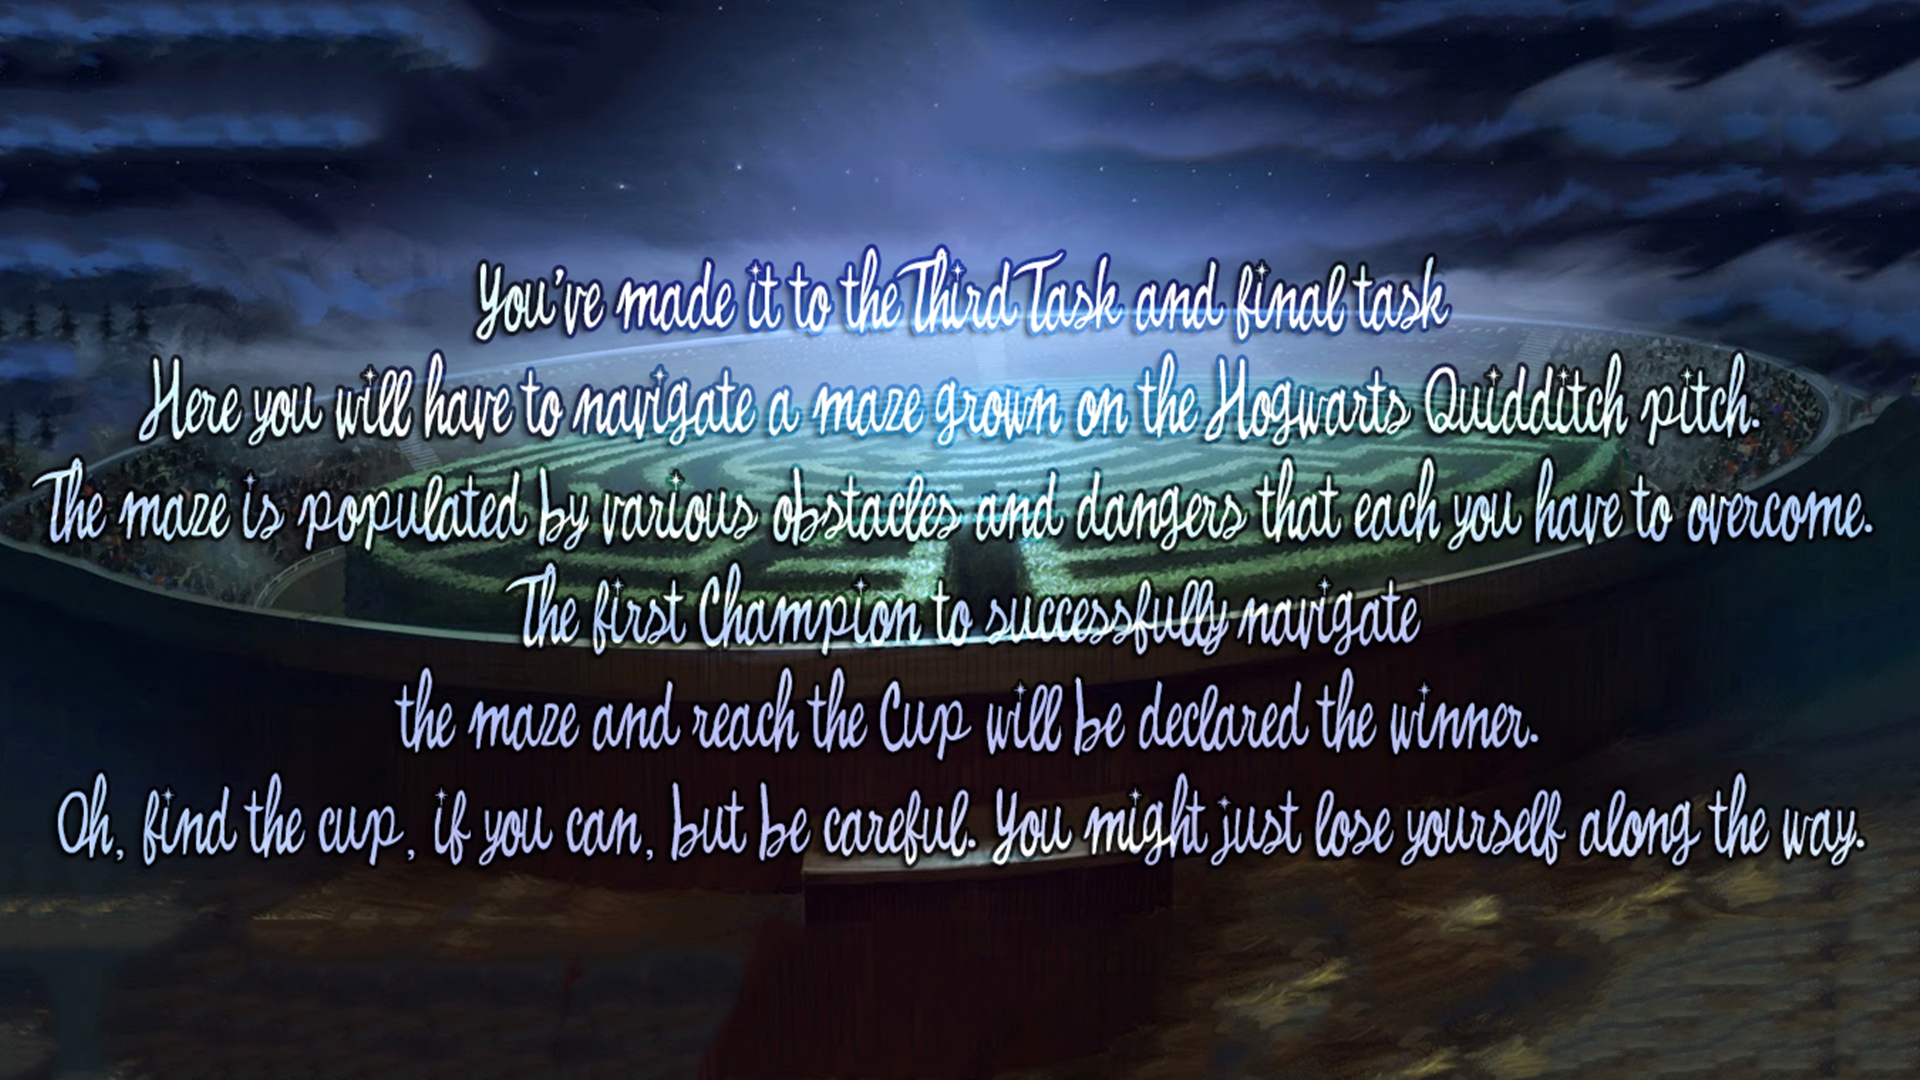 You've made it to the Third Task and final task
Here you will have to navigate a maze grown on the Hogwarts Quidditch pitch.
The maze is populated by various obstacles and dangers that each you have to overcome.
The first Champion to successfully navigate
the maze and reach the Cup will be declared the winner.
Oh, find the cup, if you can, but be careful. You might just lose yourself along the way.